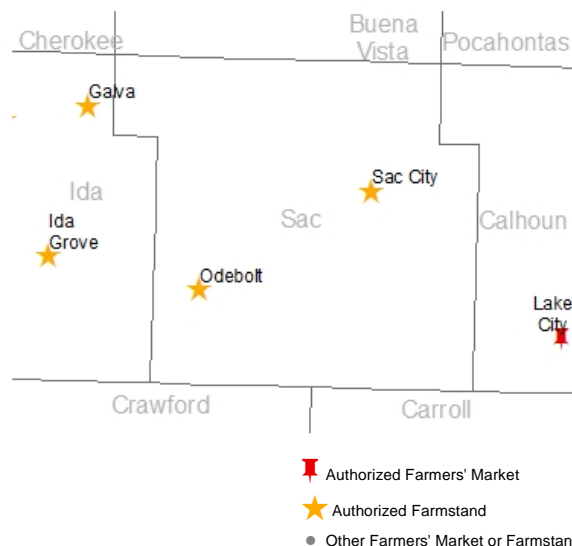 Cherokee
Buena
Vista
Pocahontas
Galva
Sac City
Ida
Ida
Grove
Sac
Calhoun
Odebolt
Lake
City
Crawford
Carroll
Authorized Farmers' Market
Authorized Farmstand
Other Farmers' Market or Farmstan